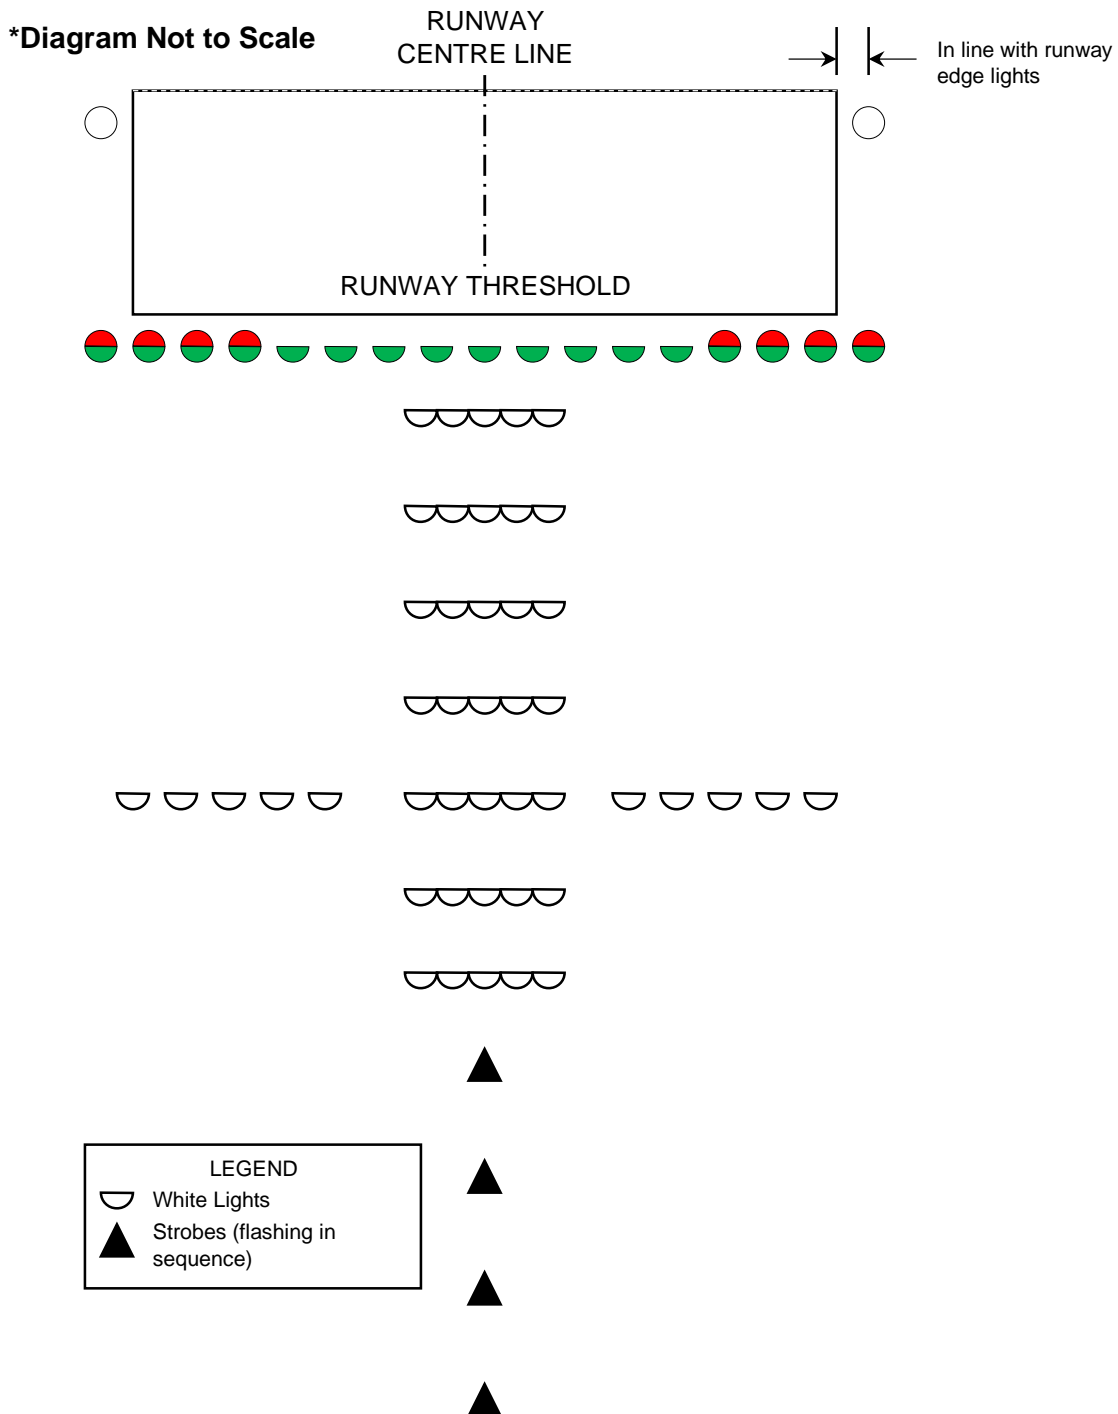 *Diagram Not to Scale
RUNWAY
CENTRE LINE
In line with runway
edge lights
RUNWAY THRESHOLD
LEGEND
White Lights
Strobes (flashing in
sequence)